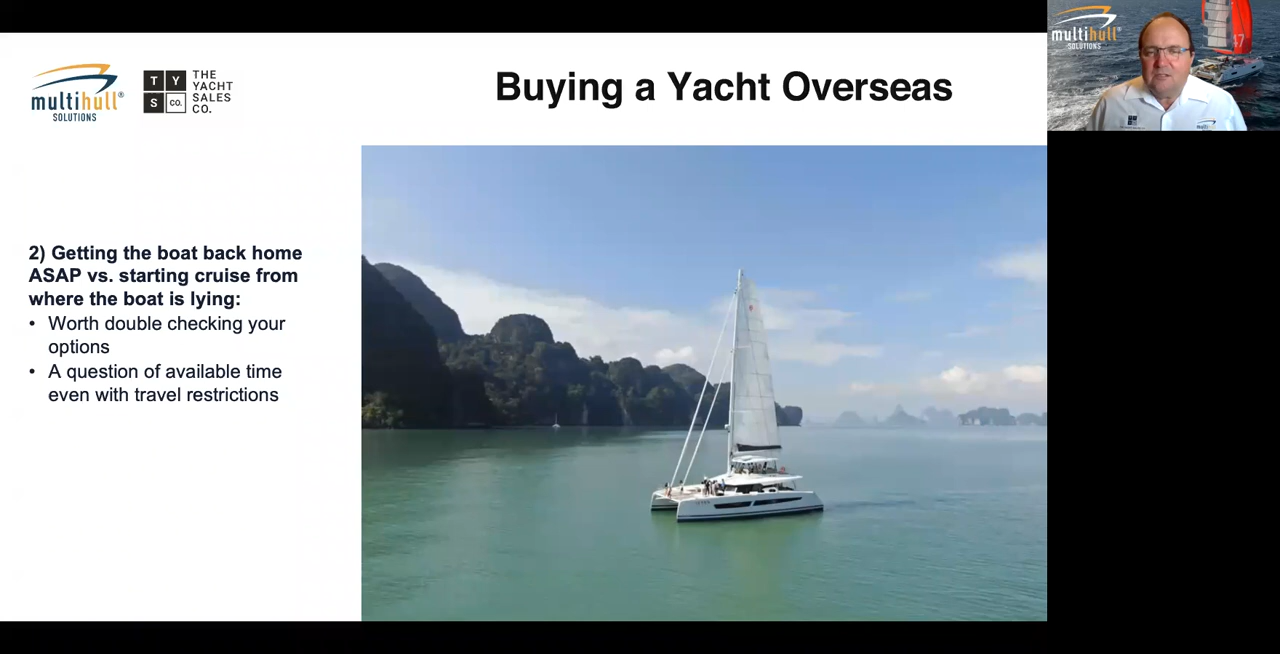 multihull®
SOLUTIONS
T Y
S CO.
THE
YACHT
SALES
CO.
Buying a Yacht Overseas
2) Getting the boat back home
ASAP vs. starting cruise from
where the boat is lying:
• Worth double checking your
options
• A question of available time
even with travel restrictions
multihull®
SOLUTIONS
47